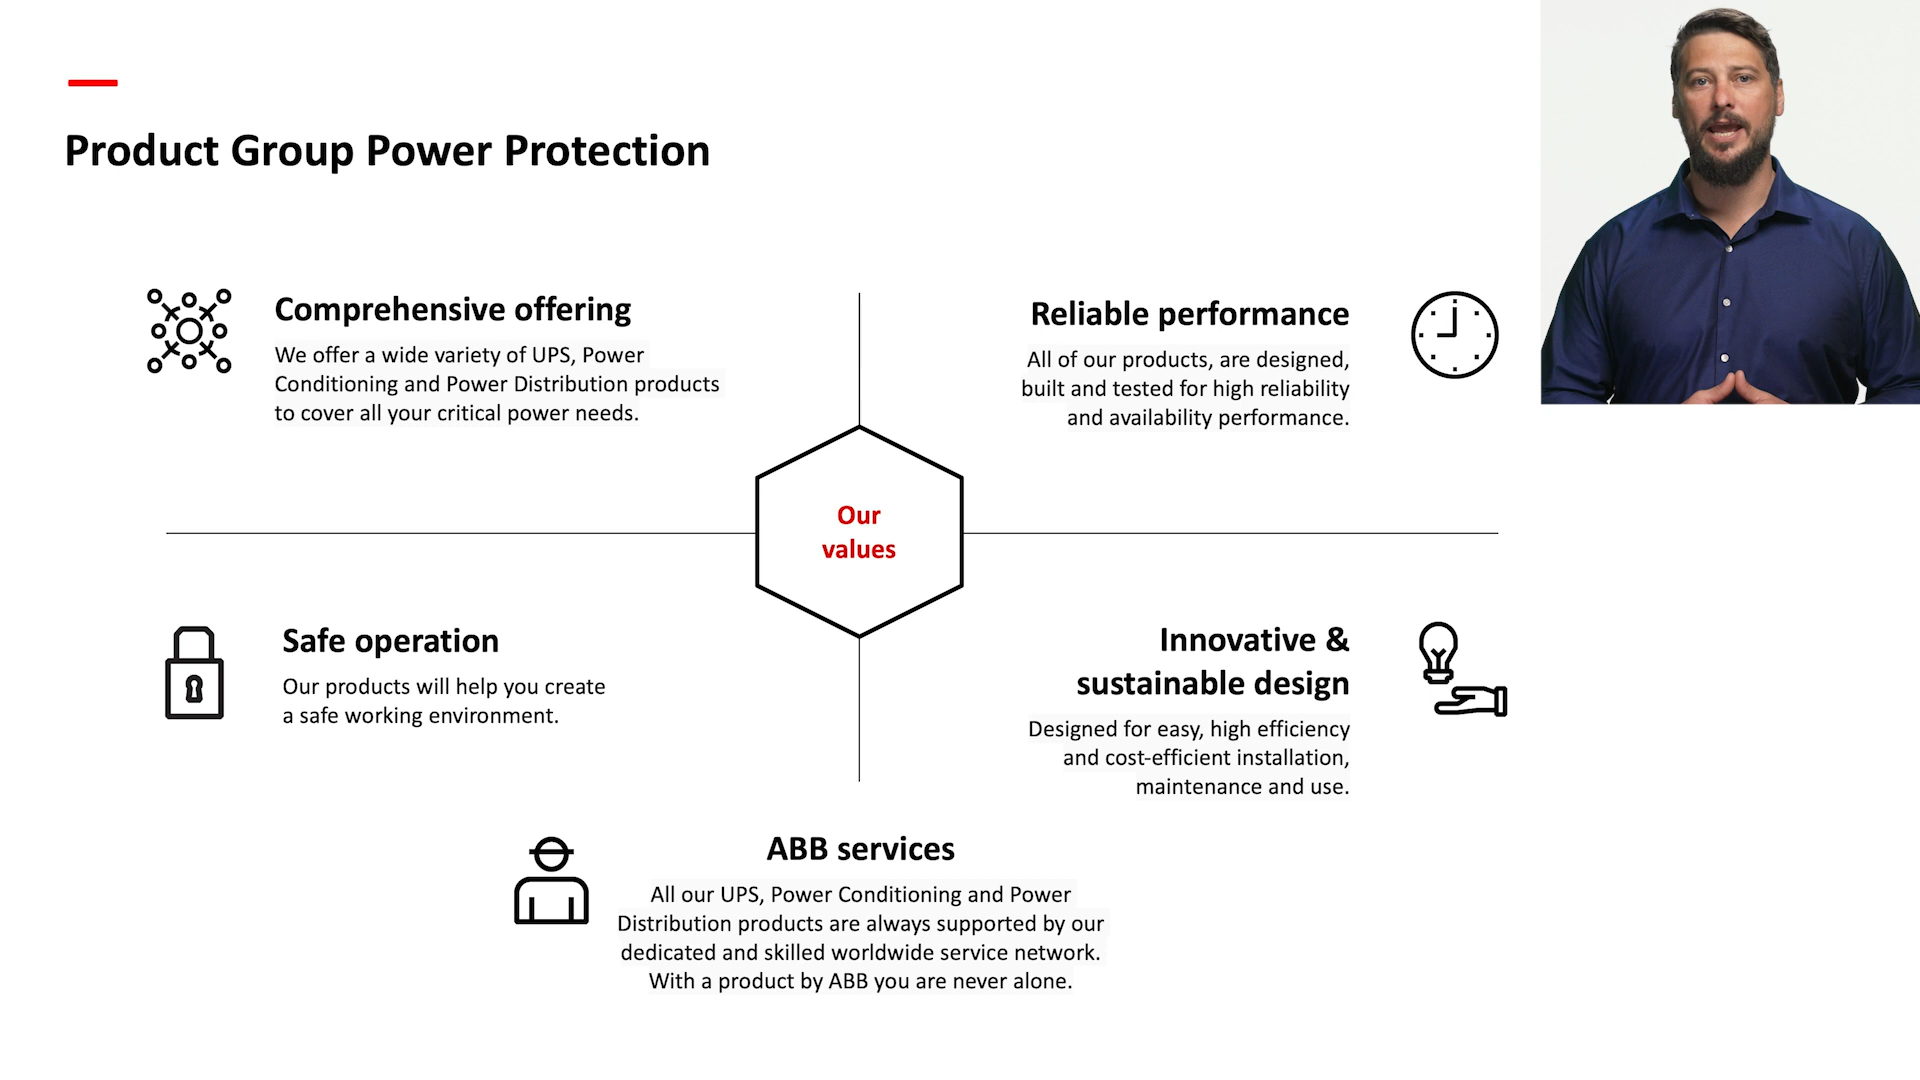 Product Group Power Protection
Comprehensive offering
We offer a wide variety of UPS, Power
Conditioning and Power Distribution products
to cover all your critical power needs.
Reliable performance
All of our products, are designed,
built and tested for high reliability
and availability performance.
Our
values
Safe operation
Our products will help you create
a safe working environment.
Innovative &
sustainable design
Designed for easy, high efficiency
and cost-efficient installation,
maintenance and use.
ABB services
All our UPS, Power Conditioning and Power
Distribution products are always supported by our
dedicated and skilled worldwide service network.
With a product by ABB you are never alone.